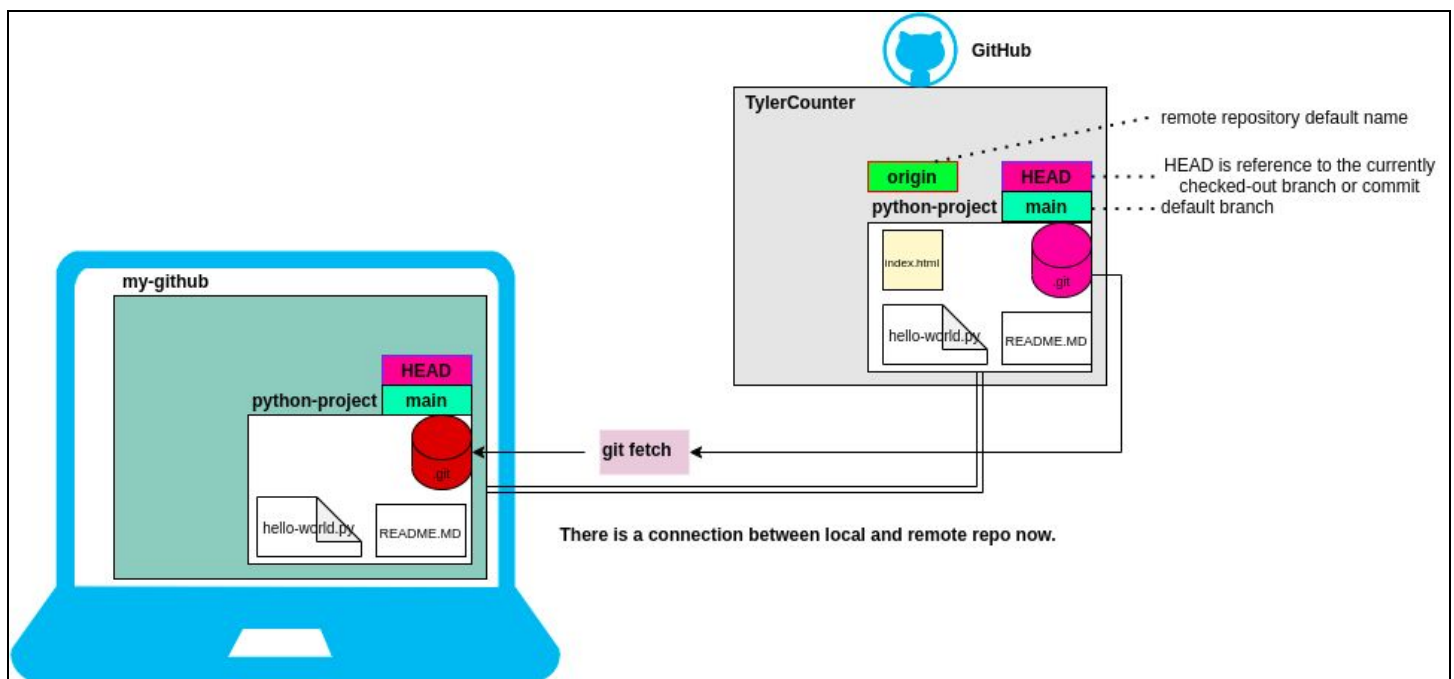 GitHub
TylerCounter
remote repository default name
origin
HEAD
HEAD is reference to the currently
checked-out branch or commit
python-project
main
default branch
index.html
.git
hello-world.py
README.MD
my-github
HEAD
python-project
main
.git
hello-world.py
README.MD
git fetch
There is a connection between local and remote repo now.